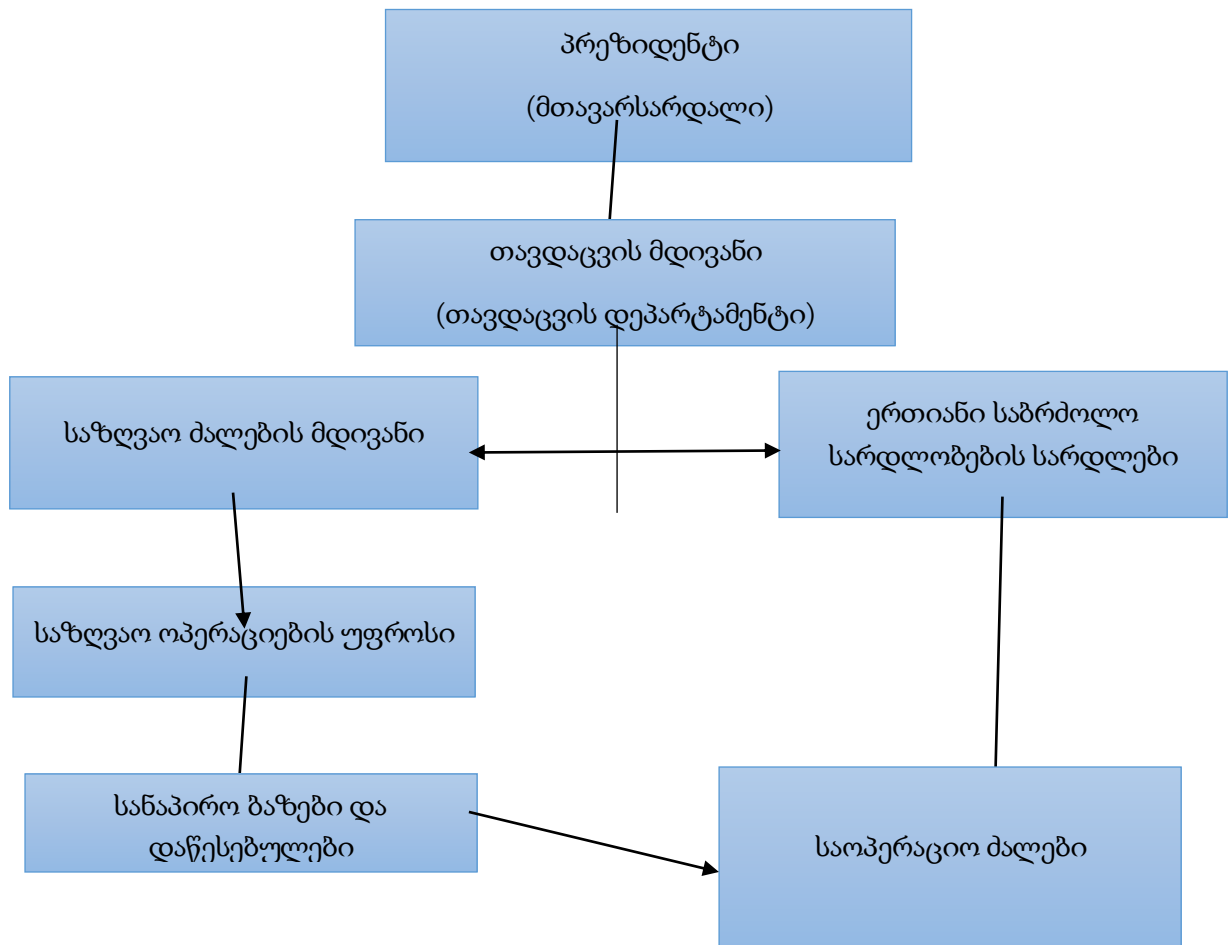 პრეზიდენტი
(მთავარსარდალი)
თავდაცვის მდივანი
(თავდაცვის დეპარტამენტი)
საზღვაო ძალების მდივანი
ერთიანი საბრძოლო
სარდლობების სარდლები
საზღვაო ოპერაციების უფროსი
სანაპირო ბაზები და
დაწესებულები
საოპერაციო ძალები